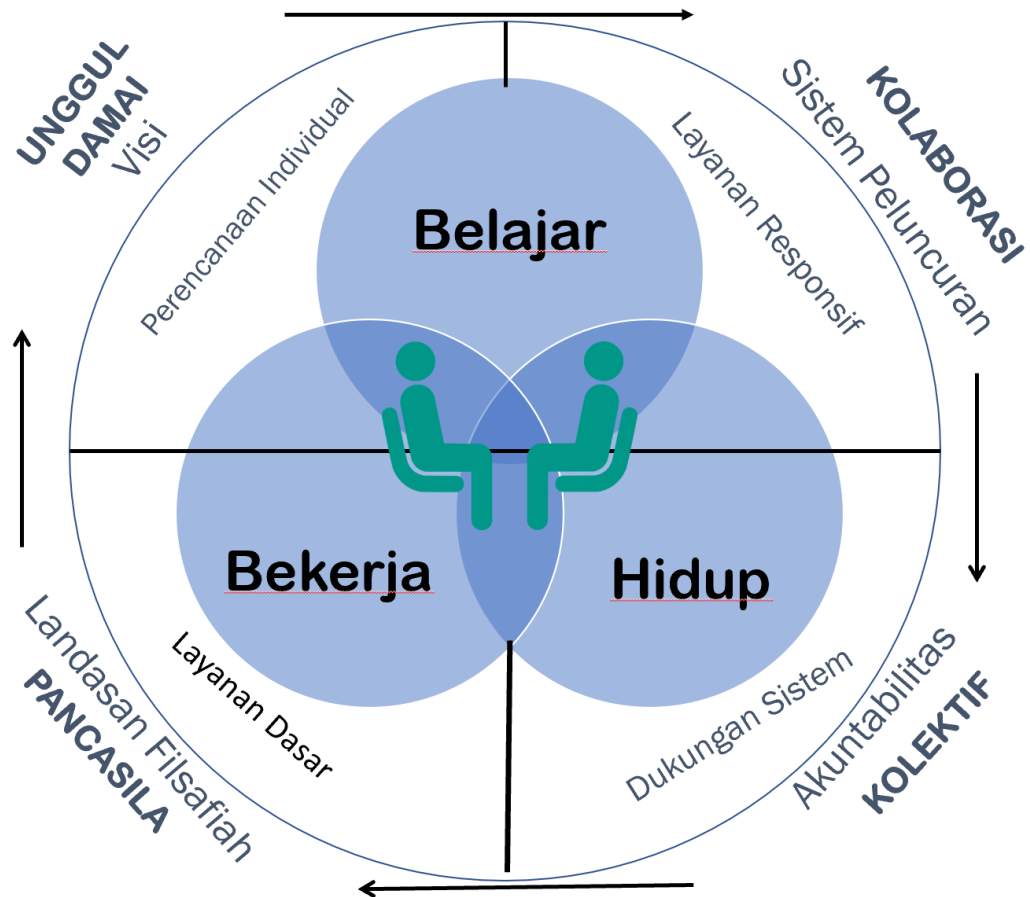 UNGGUL
DAMAI
Visi
KOLABORASI
Sistem Peluncuran
Perencanaan Individual
Layanan Responsif
Belajar
Bekerja
Hidup
Layanan Dasar
Dukungan Sistem
Landasan Filsafiah
PANCASILA
Akuntabilitas
KOLEKTIF